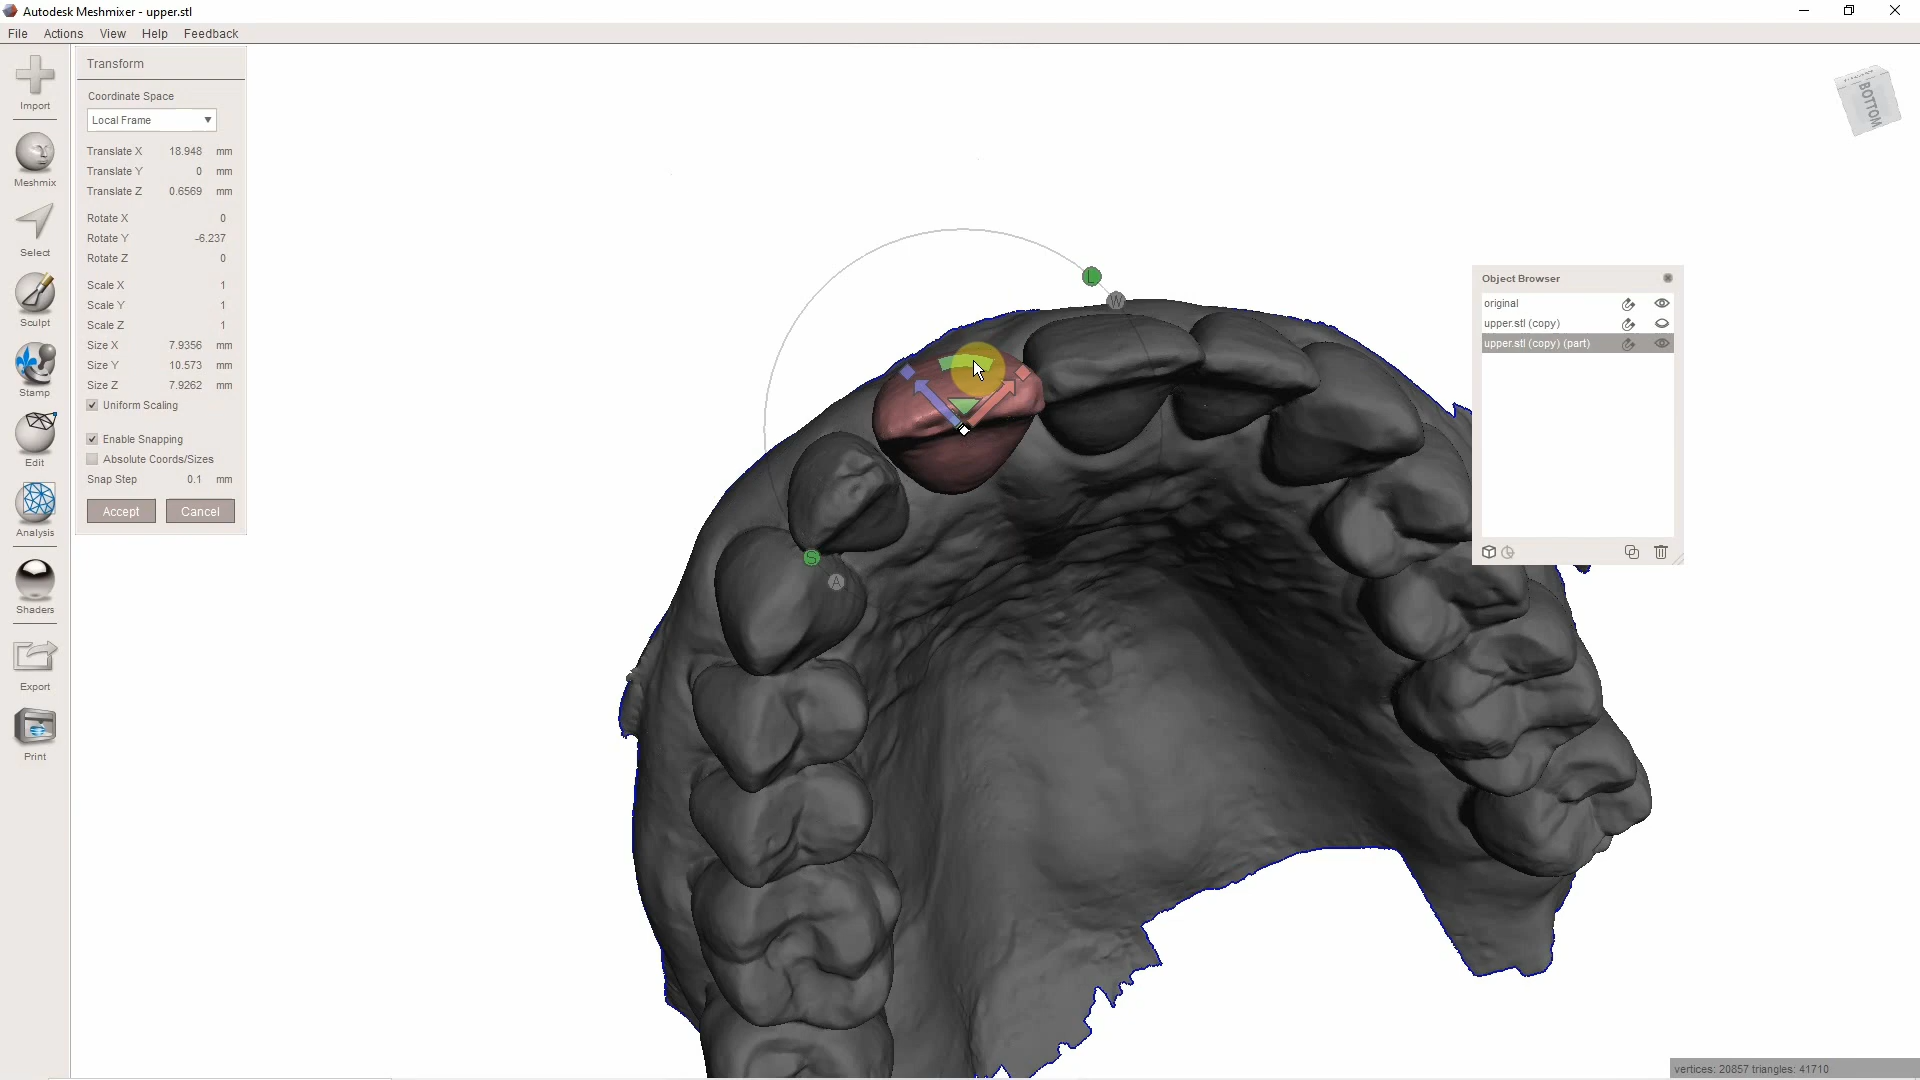 Autodesk Meshmixer - upper.stl
File Actions View Help Feedback
Import
Meshmix
Select
Sculpt
Stamp
Edit
Analysis
Shaders
Export
Print
Transform
Coordinate Space
Local Frame
Translate X 18.948 mm
Translate Y 0 mm
Translate Z 0.6569 mm
Rotate X 0
Rotate Y -6.237
Rotate Z 0
Scale X 1
Scale Y 1
Scale Z 1
Size X 7.9356 mm
Size Y 10.573 mm
Size Z 7.9262 mm
Uniform Scaling
Enable Snapping
Absolute Coords/Sizes
Snap Step 0.1 mm
Accept Cancel
L
W
S
A
BOTTOM
Object Browser
original
upper.stl (copy)
upper.stl (copy) (part)
vertices: 20857 triangles: 41710